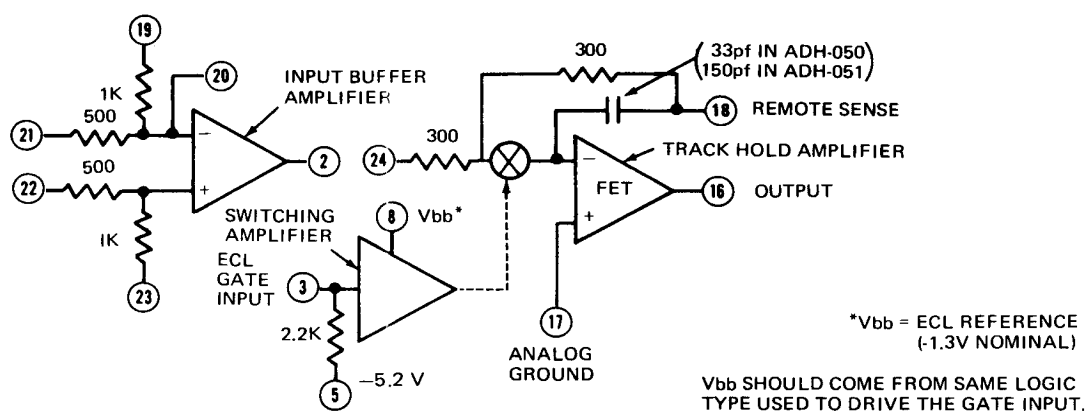 19
20
INPUT BUFFER
AMPLIFIER
1K
500
21
−
2
500
22
+
1K
23
300
(33pf IN ADH-050
150pf IN ADH-051)
18 REMOTE SENSE
300
24
−
TRACK HOLD AMPLIFIER
FET
16 OUTPUT
+
SWITCHING
AMPLIFIER
8 Vbb*
ECL
GATE
INPUT
3
2.2K
5 −5.2 V
17
ANALOG
GROUND
*Vbb = ECL REFERENCE
(-1.3V NOMINAL)
Vbb SHOULD COME FROM SAME LOGIC
TYPE USED TO DRIVE THE GATE INPUT.